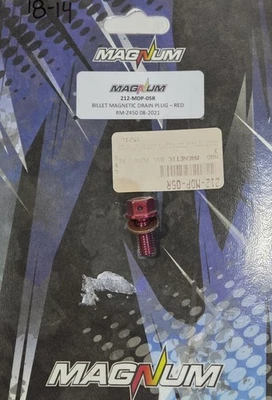 18-14
MAGNUM
MAGNUM
212-MDP-05R
BILLET MAGNETIC DRAIN PLUG – RED
RM-Z450 08-2021
212-MDP-05R
MAGNUM